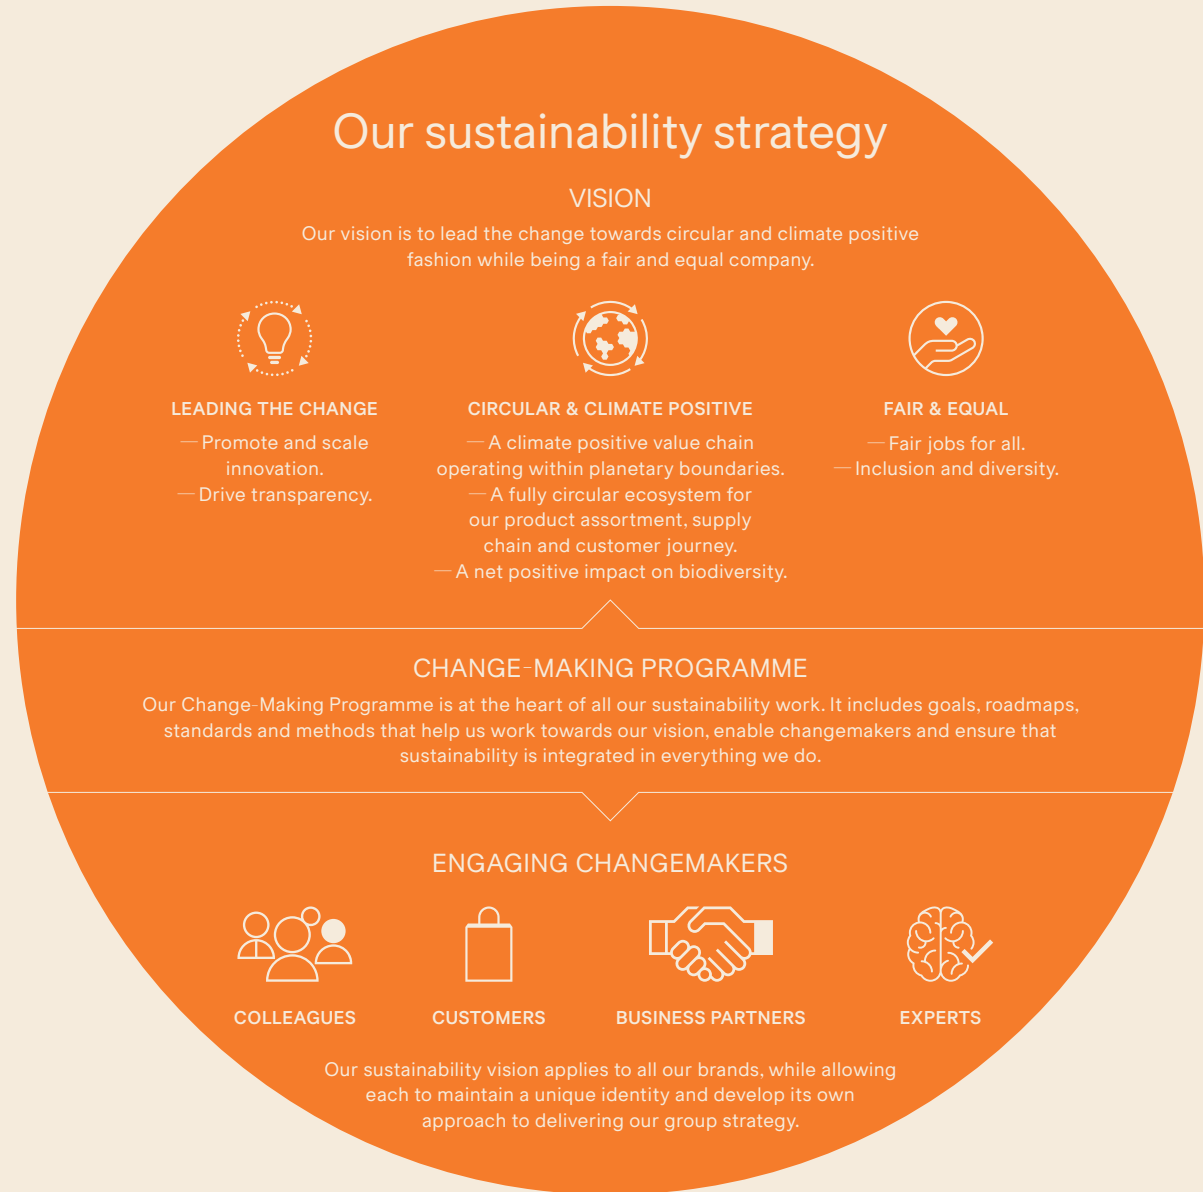 Our sustainability strategy
VISION
Our vision is to lead the change towards circular and climate positive
fashion while being a fair and equal company.
LEADING THE CHANGE
— Promote and scale
innovation.
— Drive transparency.
CIRCULAR & CLIMATE POSITIVE
— A climate positive value chain
operating within planetary boundaries.
— A fully circular ecosystem for
our product assortment, supply
chain and customer journey.
— A net positive impact on biodiversity.
FAIR & EQUAL
— Fair jobs for all.
— Inclusion and diversity.
CHANGE-MAKING PROGRAMME
Our Change-Making Programme is at the heart of all our sustainability work. It includes goals, roadmaps,
standards and methods that help us work towards our vision, enable changemakers and ensure that
sustainability is integrated in everything we do.
ENGAGING CHANGEMAKERS
COLLEAGUES
CUSTOMERS
BUSINESS PARTNERS
EXPERTS
Our sustainability vision applies to all our brands, while allowing
each to maintain a unique identity and develop its own
approach to delivering our group strategy.